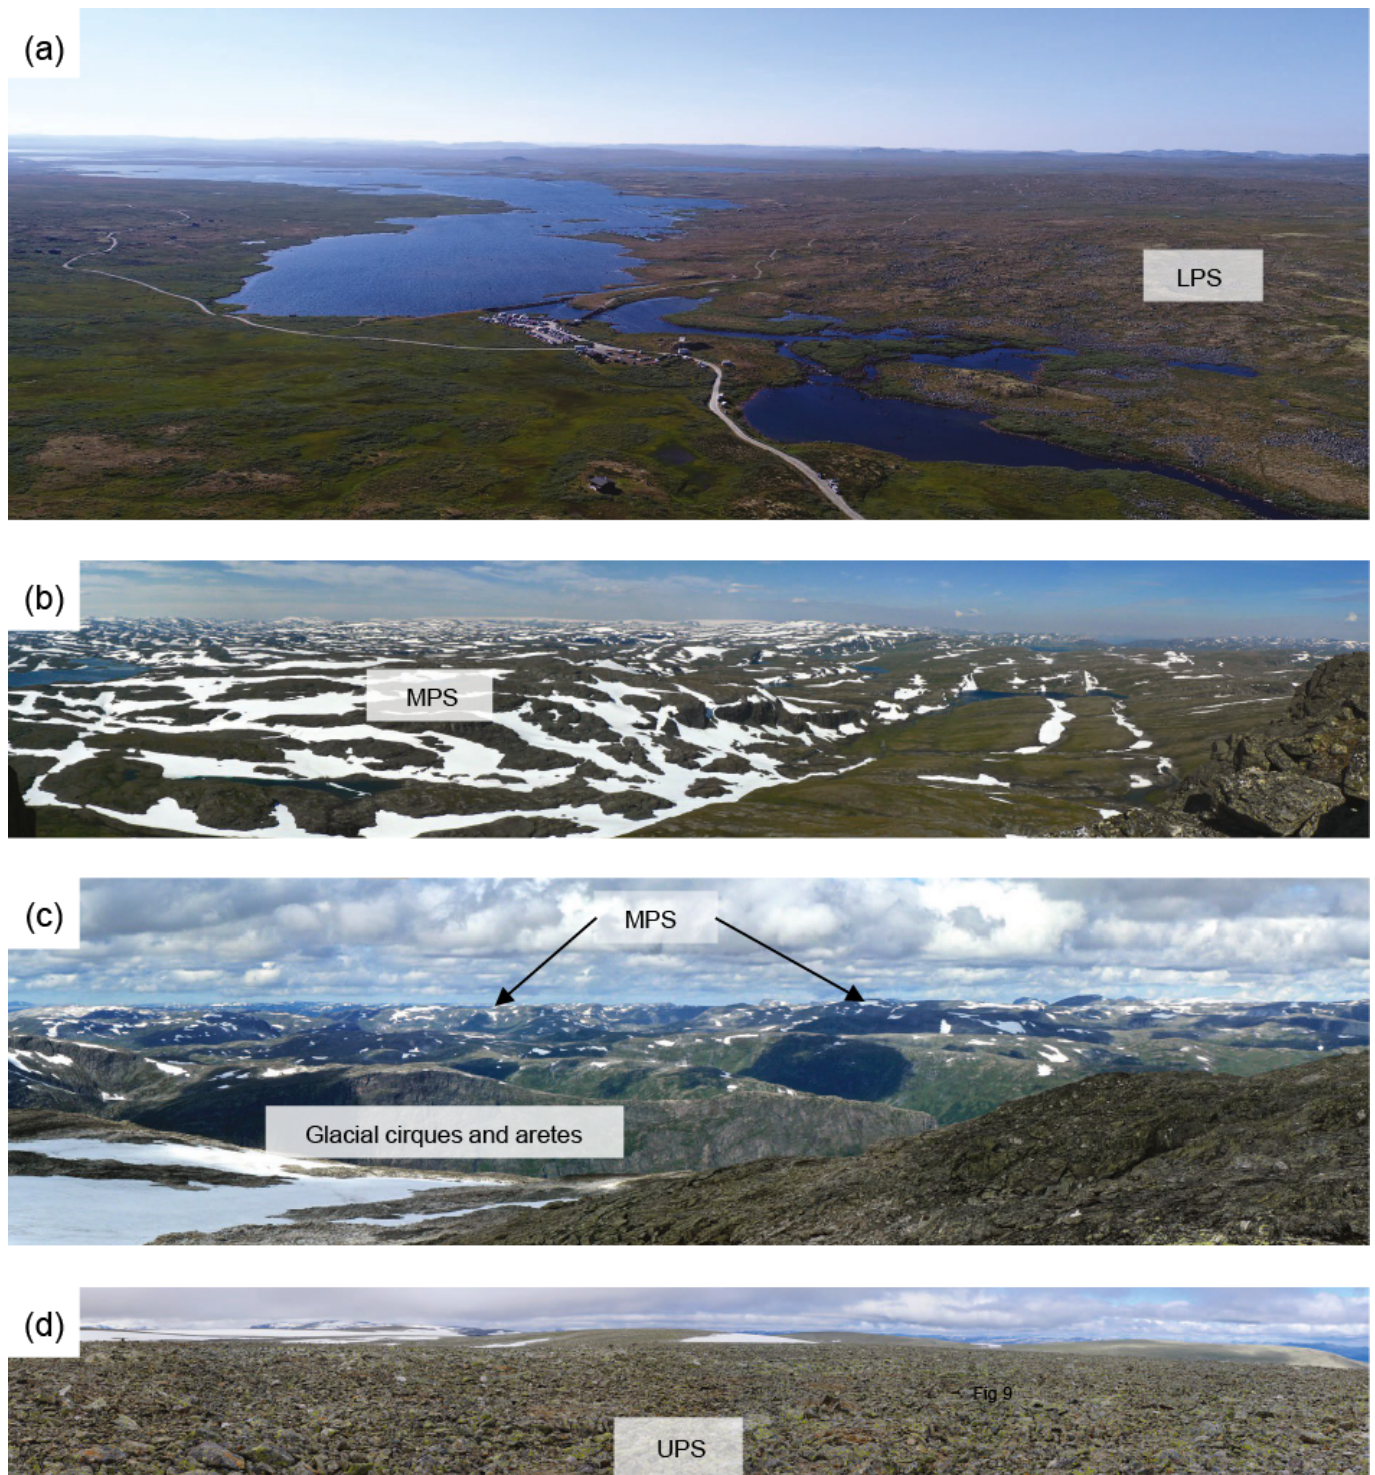 (a)
LPS
(b)
MPS
(c)
MPS
Glacial cirques and aretes
(d)
Fig 9
UPS